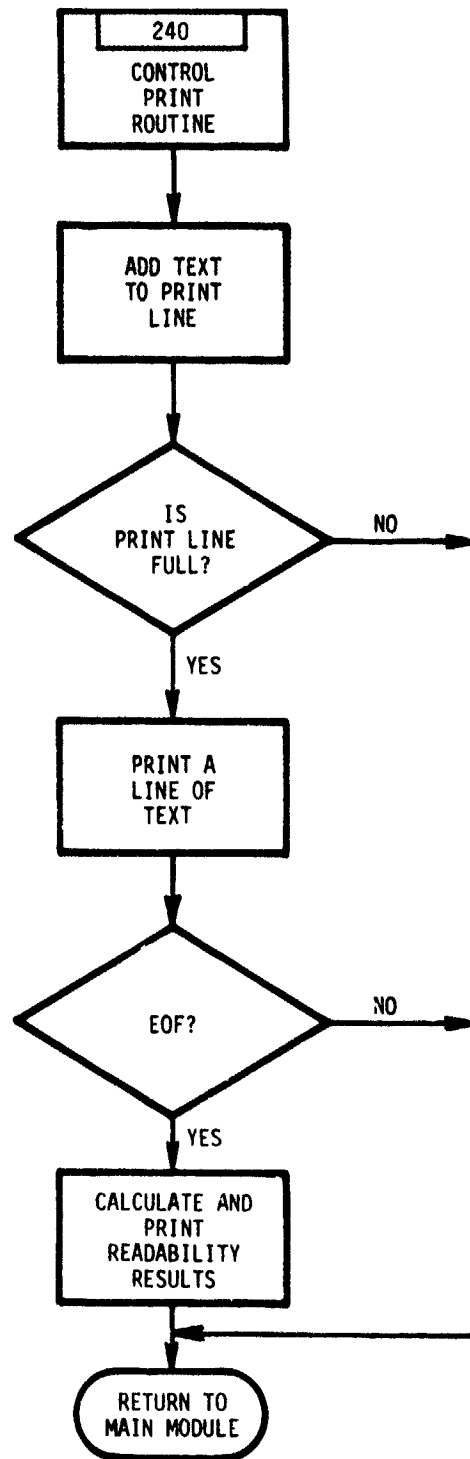 240
CONTROL
PRINT
ROUTINE
ADD TEXT
TO PRINT
LINE
IS
PRINT LINE
FULL?
NO
YES
PRINT A
LINE OF
TEXT
EOF?
NO
YES
CALCULATE AND
PRINT
READABILITY
RESULTS
RETURN TO
MAIN MODULE